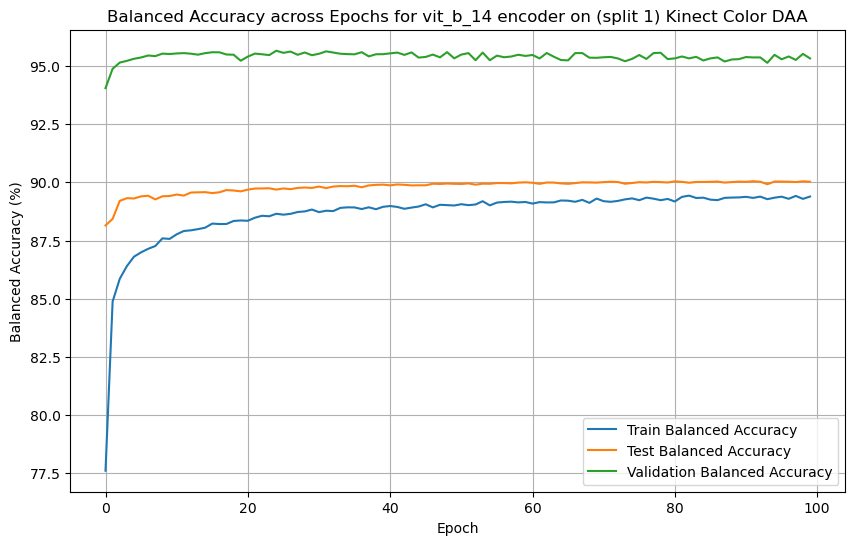 Balanced Accuracy across Epochs for vit_b_14 encoder on (split 1) Kinect Color DAA
Balanced Accuracy (%)
95.0
92.5
90.0
87.5
85.0
82.5
80.0
77.5
Train Balanced Accuracy
Test Balanced Accuracy
Validation Balanced Accuracy
0 20 40 60 80 100
Epoch